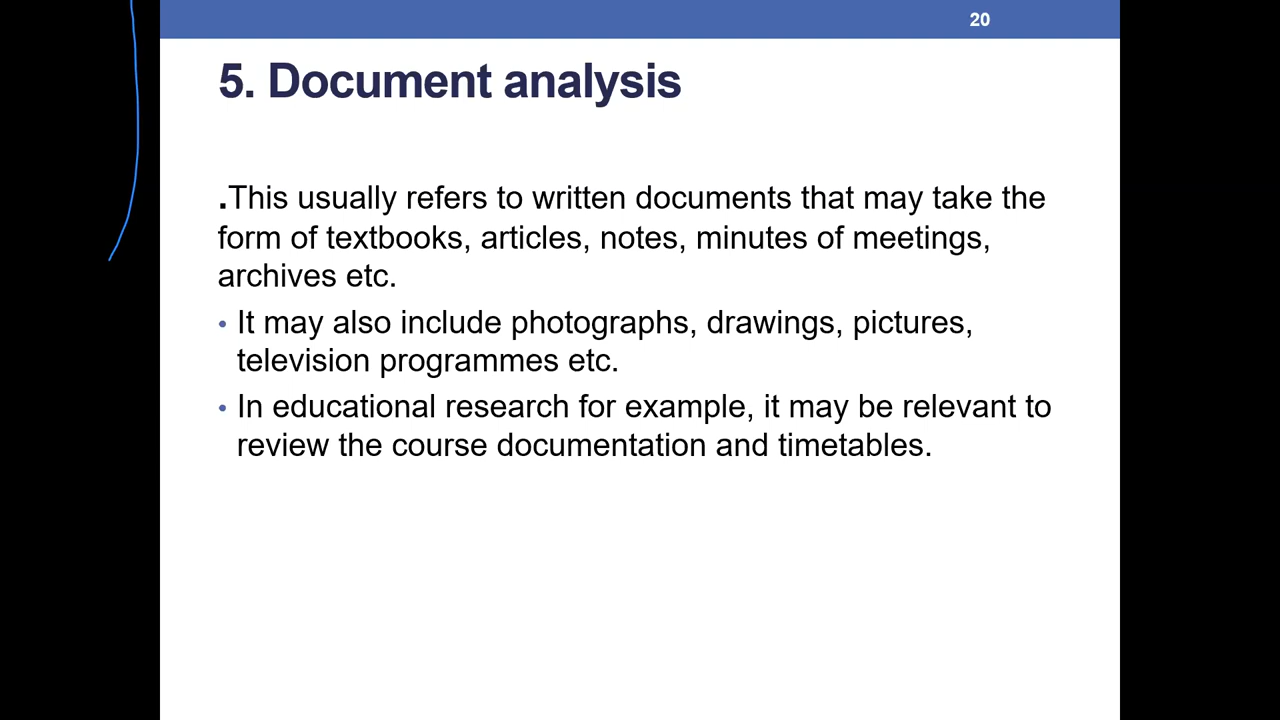 20
5. Document analysis
.This usually refers to written documents that may take the
form of textbooks, articles, notes, minutes of meetings,
archives etc.
• It may also include photographs, drawings, pictures,
television programmes etc.
• In educational research for example, it may be relevant to
review the course documentation and timetables.